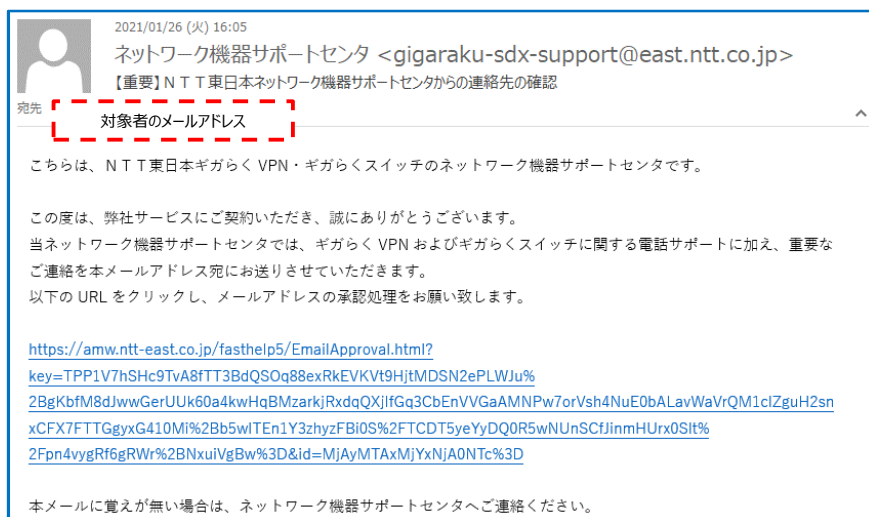 2021/01/26 (火) 16:05
ネットワーク機器サポートセンタ <gigaraku-sdx-support@east.ntt.co.jp>
【重要】ＮＴＴ東日本ネットワーク機器サポートセンタからの連絡先の確認
宛先 対象者のメールアドレス
こちらは、ＮＴＴ東日本ギガらく VPN・ギガらくスイッチのネットワーク機器サポートセンタです。
この度は、弊社サービスにご契約いただき、誠にありがとうございます。
当ネットワーク機器サポートセンタでは、ギガらく VPN およびギガらくスイッチに関する電話サポートに加え、重要な
ご連絡を本メールアドレス宛にお送りさせていただきます。
以下の URL をクリックし、メールアドレスの承認処理をお願い致します。
https://amw.ntt-east.co.jp/fasthelp5/EmailApproval.html?
key=TPP1V7hSHc9TvA8fTT3BdQSOq88exRkEVKVt9HjtMDSN2ePLWJu%
2BgKbfM8dJwwGerUUk60a4kwHqBMzarkjRxdqQXjlfGq3CbEnVVGaAMNPw7orVsh4NuE0bALavWaVrQM1clZguH2sn
xCFX7FTTGgyxG410Mi%2Bb5wlTEn1Y3zhyzFBi0S%2FTCDT5yeYyDQ0R5wNUnSCfJinmHUrx0Slt%
2Fpn4vygRf6gRWr%2BNxuiVgBw%3D&id=MjAyMTAxMjYxNjA0NTc%3D
本メールに覚えが無い場合は、ネットワーク機器サポートセンタへご連絡ください。